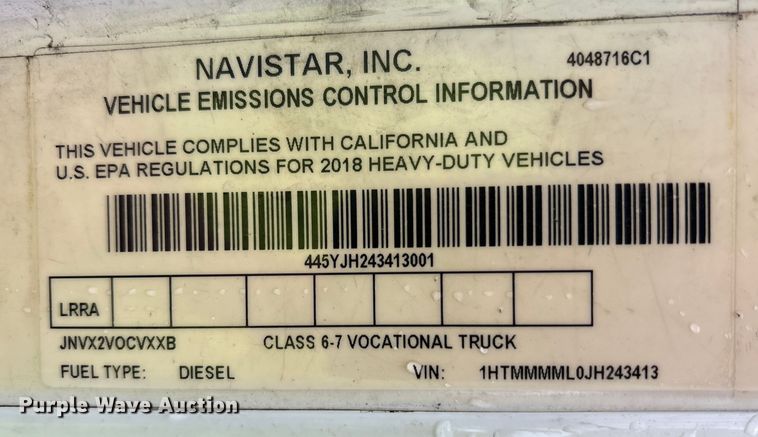 NAVISTAR, INC.
4048716C1
VEHICLE EMISSIONS CONTROL INFORMATION
THIS VEHICLE COMPLIES WITH CALIFORNIA AND
U.S. EPA REGULATIONS FOR 2018 HEAVY-DUTY VEHICLES
445YJH243413001
LRRA
JNVX2VOCVXXB CLASS 6-7 VOCATIONAL TRUCK
FUEL TYPE: DIESEL VIN: 1HTMMMML0JH243413
Purple Wave Auction